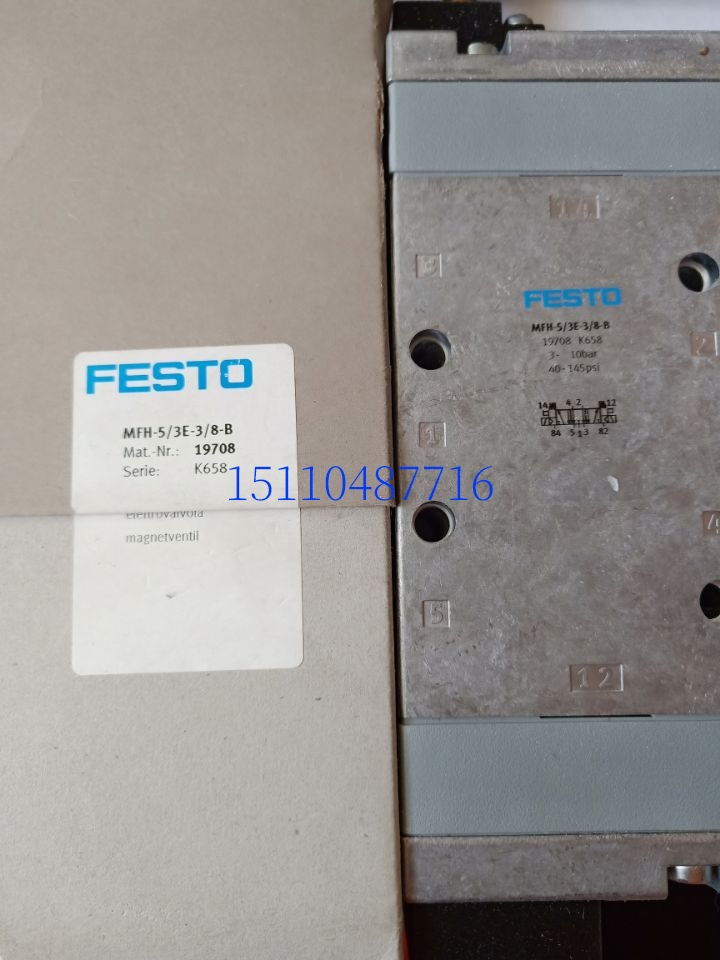 FESTO
MFH-5/3E-3/8-B
Mat.-Nr.: 19708
Serie: K658
elettrovalvola
magnetventil
15110487716
14
3
FESTO
MFH-5/3E-3/8-B
19708 K658
3- 10bar
40-145psi
2
14 4 2 12
84 5 1 3 82
1
4
5
12